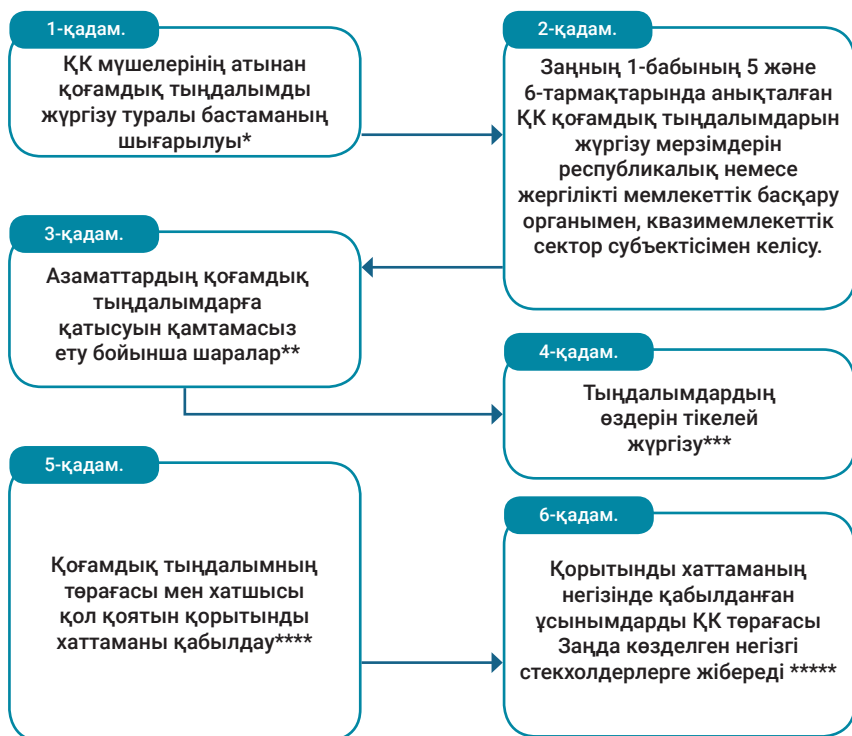 1-қадам.
ҚК мүшелерінің атынан
қоғамдық тыңдалымды
жүргізу туралы бастаманың
шығарылуы*
2-қадам.
Заңның 1-бабының 5 және
6-тармақтарында анықталған
ҚК қоғамдық тыңдалымдарын
жүргізу мерзімдерін
республикалық немесе
жергілікті мемлекеттік басқару
органымен, квазимемлекеттік
сектор субъектісімен келісу.
3-қадам.
Азаматтардың қоғамдық
тыңдалымдарға
қатысуын қамтамасыз
ету бойынша шаралар**
4-қадам.
Тыңдалымдардың
өздерін тікелей
жүргізу***
5-қадам.
Қоғамдық тыңдалымның
төрағасы мен хатшысы
қол қоятын қорытынды
хаттаманы қабылдау****
6-қадам.
Қорытынды хаттаманың
негізінде қабылданған
ұсынымдарды ҚК төрағасы
Заңда көзделген негізгі
стекхолдерлерге жібереді *****